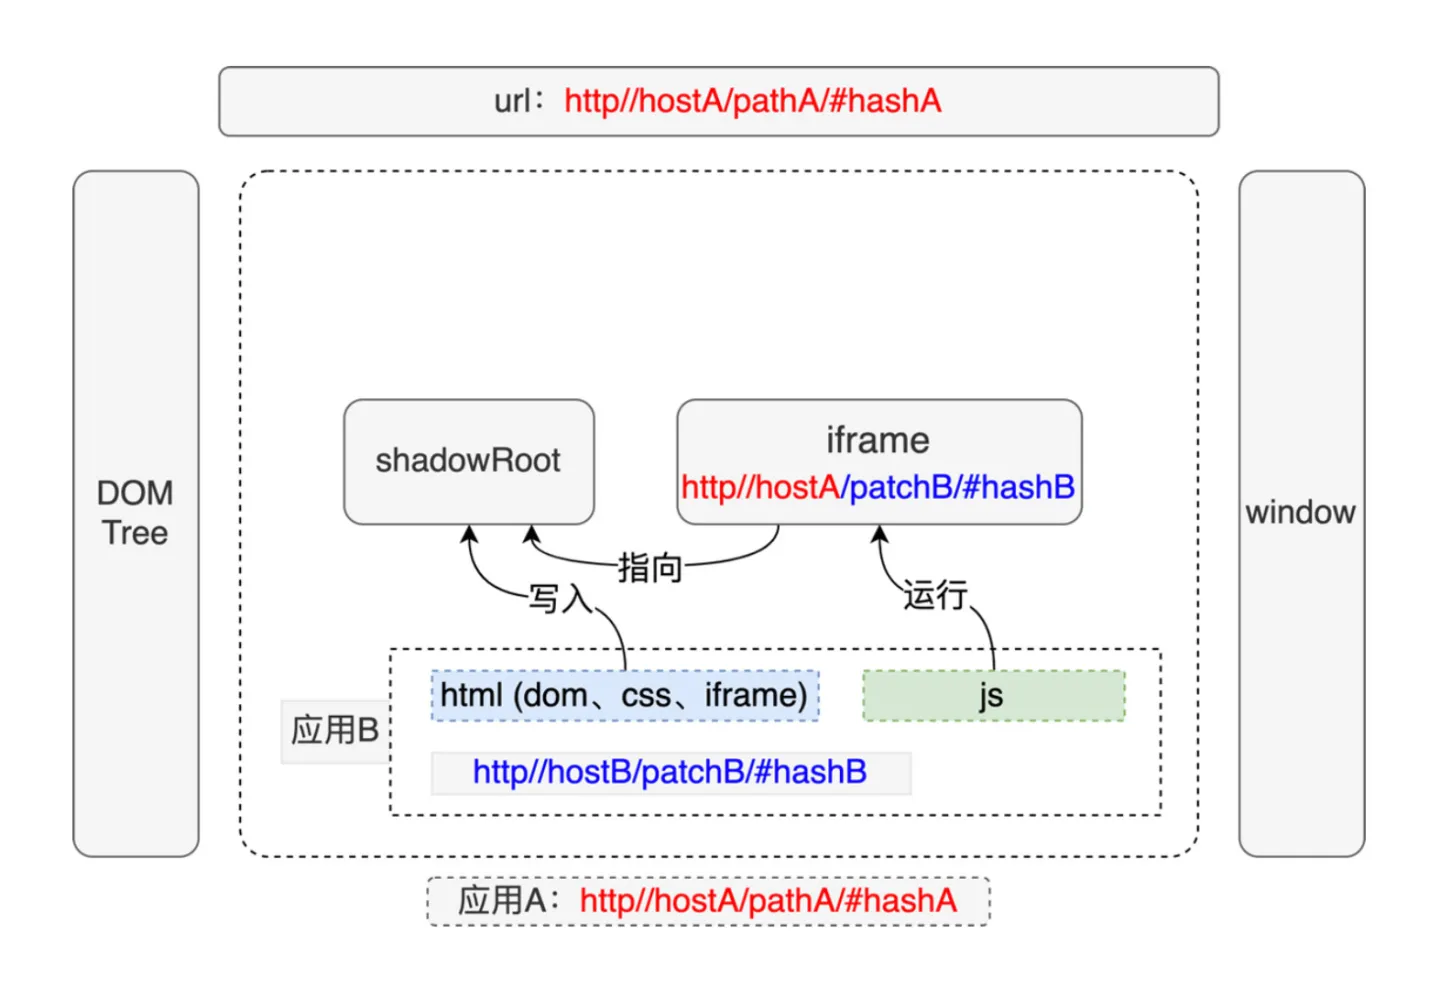 url：http//hostA/pathA/#hashA
DOM
Tree
shadowRoot
iframe
http//hostA/patchB/#hashB
window
指向
写入
运行
html (dom、css、iframe)
js
应用B
http//hostB/patchB/#hashB
应用A：http//hostA/pathA/#hashA